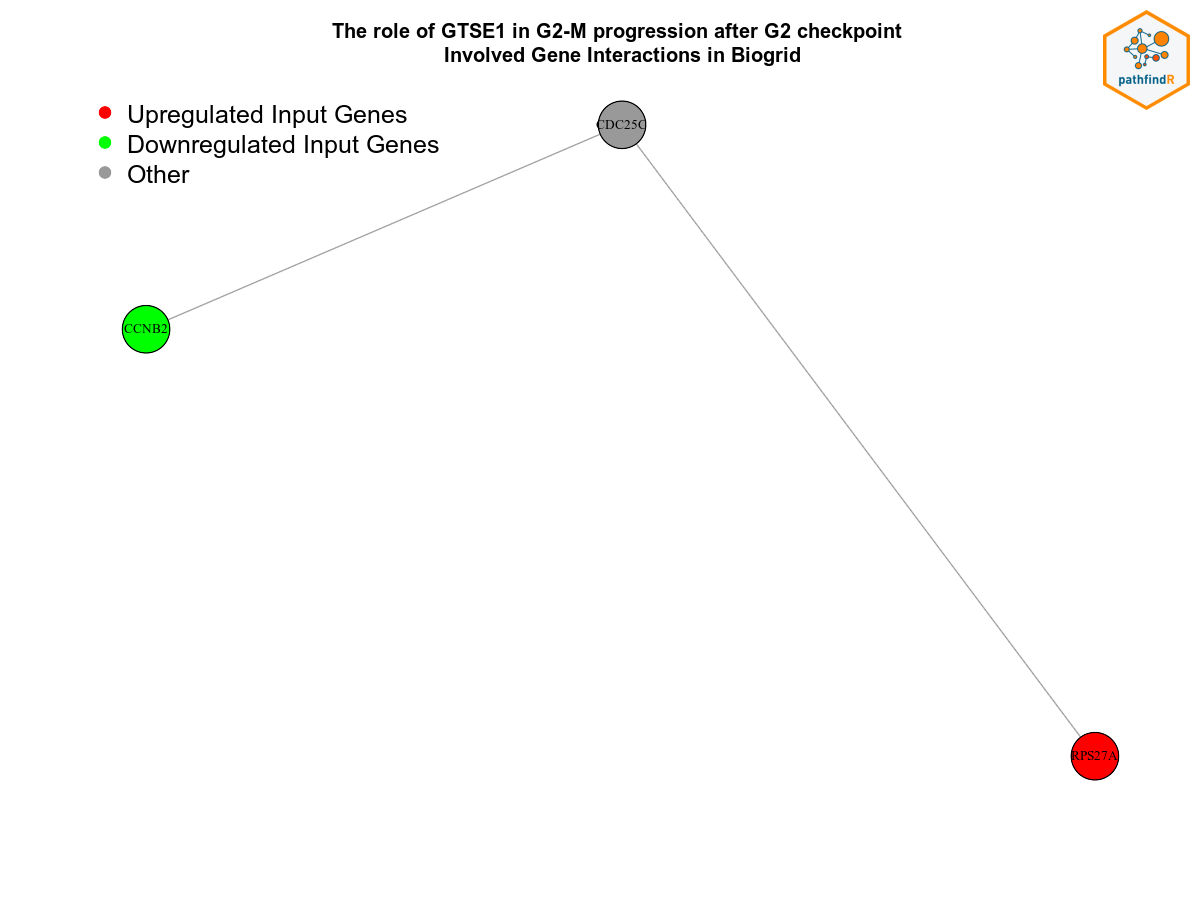 The role of GTSE1 in G2-M progression after G2 checkpoint
Involved Gene Interactions in Biogrid
pathfindR
Upregulated Input Genes
Downregulated Input Genes
Other
CDC25C
CCNB2
RPS27A